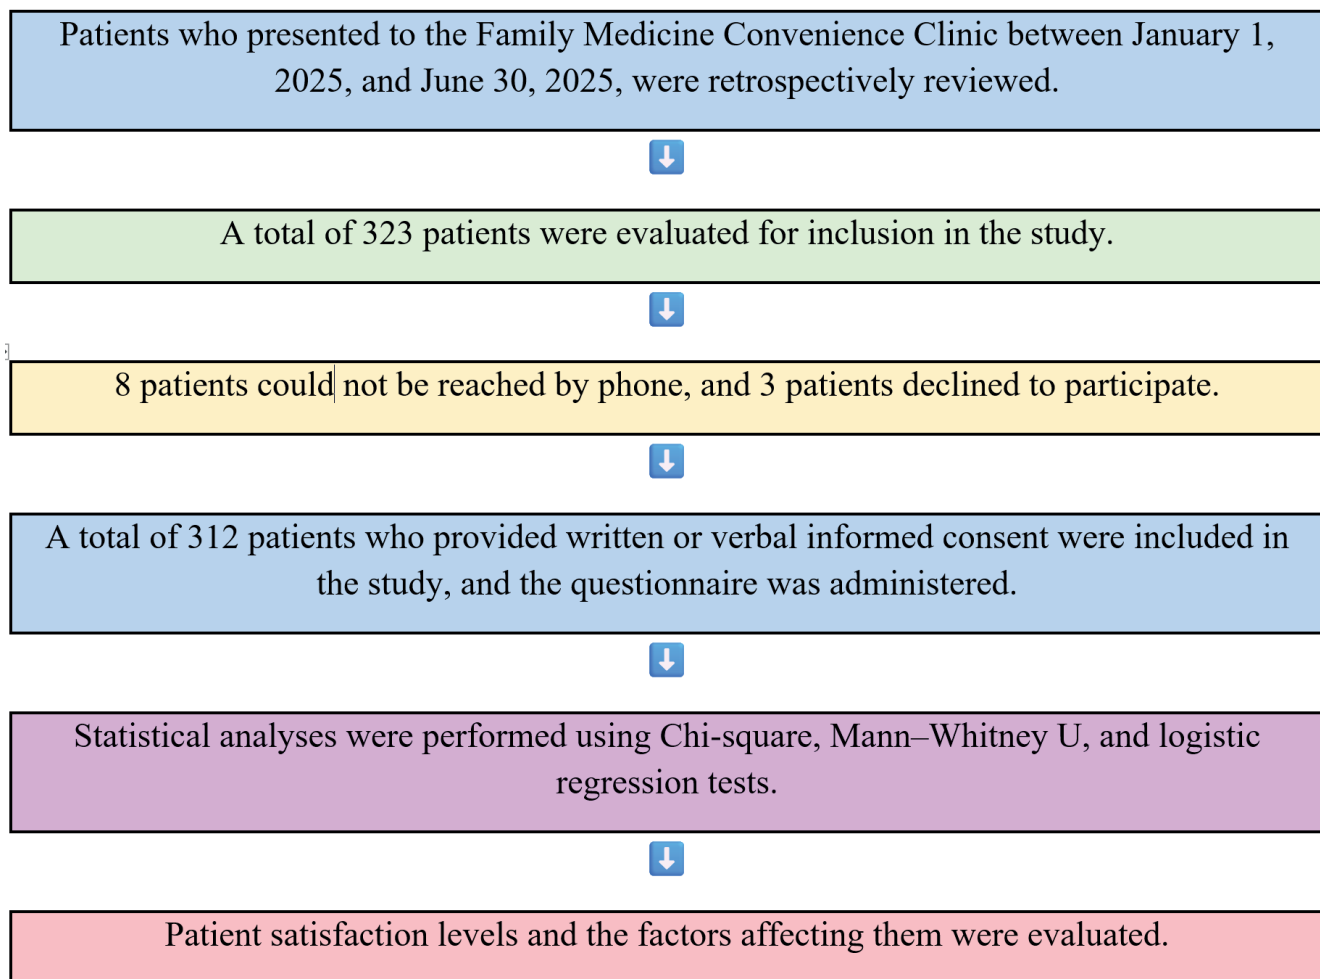 Patients who presented to the Family Medicine Convenience Clinic between January 1,
2025, and June 30, 2025, were retrospectively reviewed.
A total of 323 patients were evaluated for inclusion in the study.
8 patients could not be reached by phone, and 3 patients declined to participate.
A total of 312 patients who provided written or verbal informed consent were included in
the study, and the questionnaire was administered.
Statistical analyses were performed using Chi-square, Mann–Whitney U, and logistic
regression tests.
Patient satisfaction levels and the factors affecting them were evaluated.